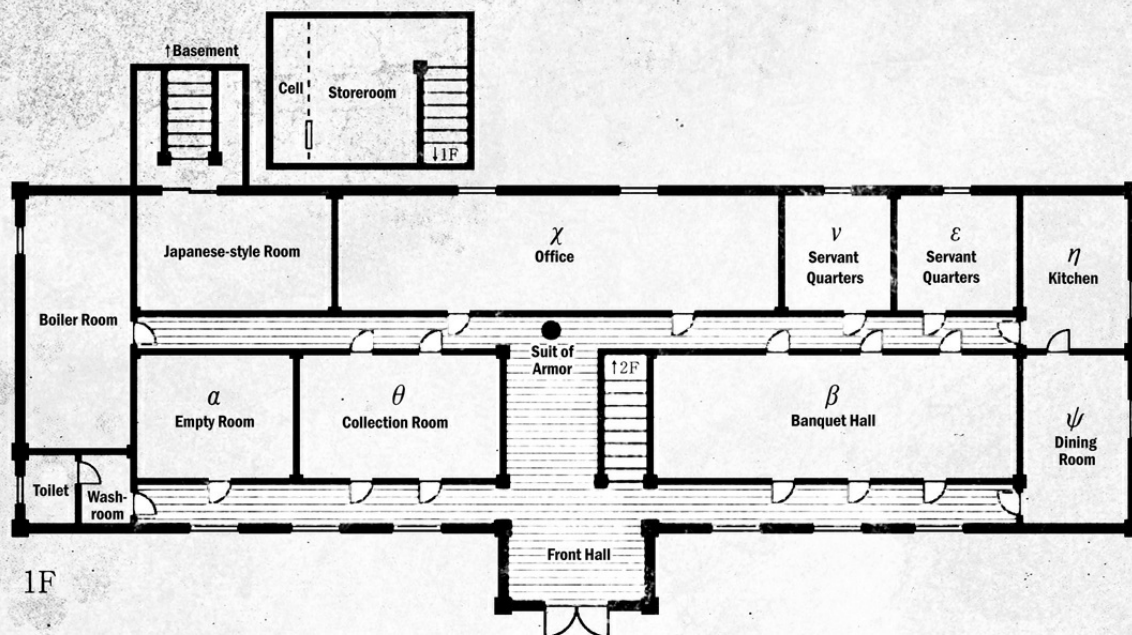 ↑Basement
Cell
Storeroom
↓1F
Japanese-style Room
χ
Office
ν
Servant
Quarters
ε
Servant
Quarters
η
Kitchen
Boiler Room
Suit of
Armor
↑2F
α
Empty Room
θ
Collection Room
β
Banquet Hall
ψ
Dining
Room
Toilet
Wash-
room
Front Hall
1F